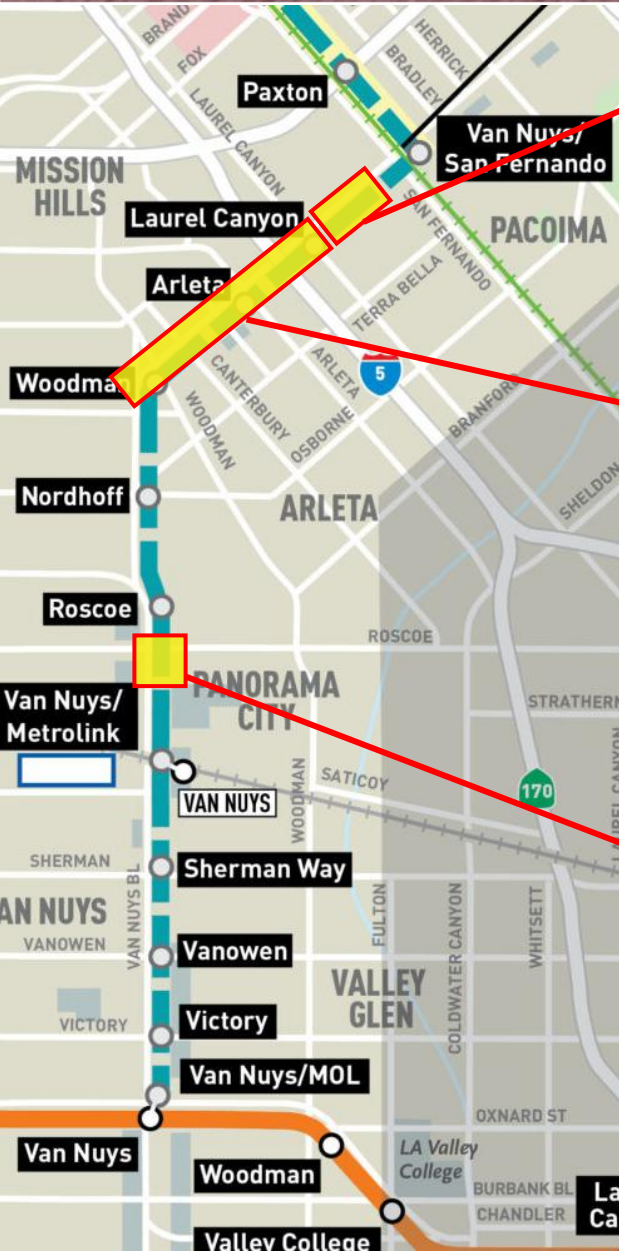 BRAND
FOX
HERRICK
BRADLEY
Paxton
LAUREL CANYON
Van Nuys/
San Fernando
MISSION
HILLS
Laurel Canyon
SAN FERNANDO
PACOIMA
Arleta
TERRA BELLA
ARLETA
5
CANTERBURY
Woodman
WOODMAN
OSBORNE
BRANFORD
SHELDON
Nordhoff
ARLETA
Roscoe
ROSCOE
PANORAMA
CITY
STRATHERN
Van Nuys/
Metrolink
VAN NUYS
SATICOY
WOODMAN
170
LAUREL CANYON
SHERMAN
Sherman Way
VAN NUYS BL
AN NUYS
VANOWEN
Vanowen
FULTON
COLDWATER CANYON
WHITSETT
VALLEY
GLEN
VICTORY
Victory
Van Nuys/MOL
OXNARD ST
Van Nuys
Woodman
LA Valley
College
BURBANK BL
CHANDLER
La
Ca
Valley College